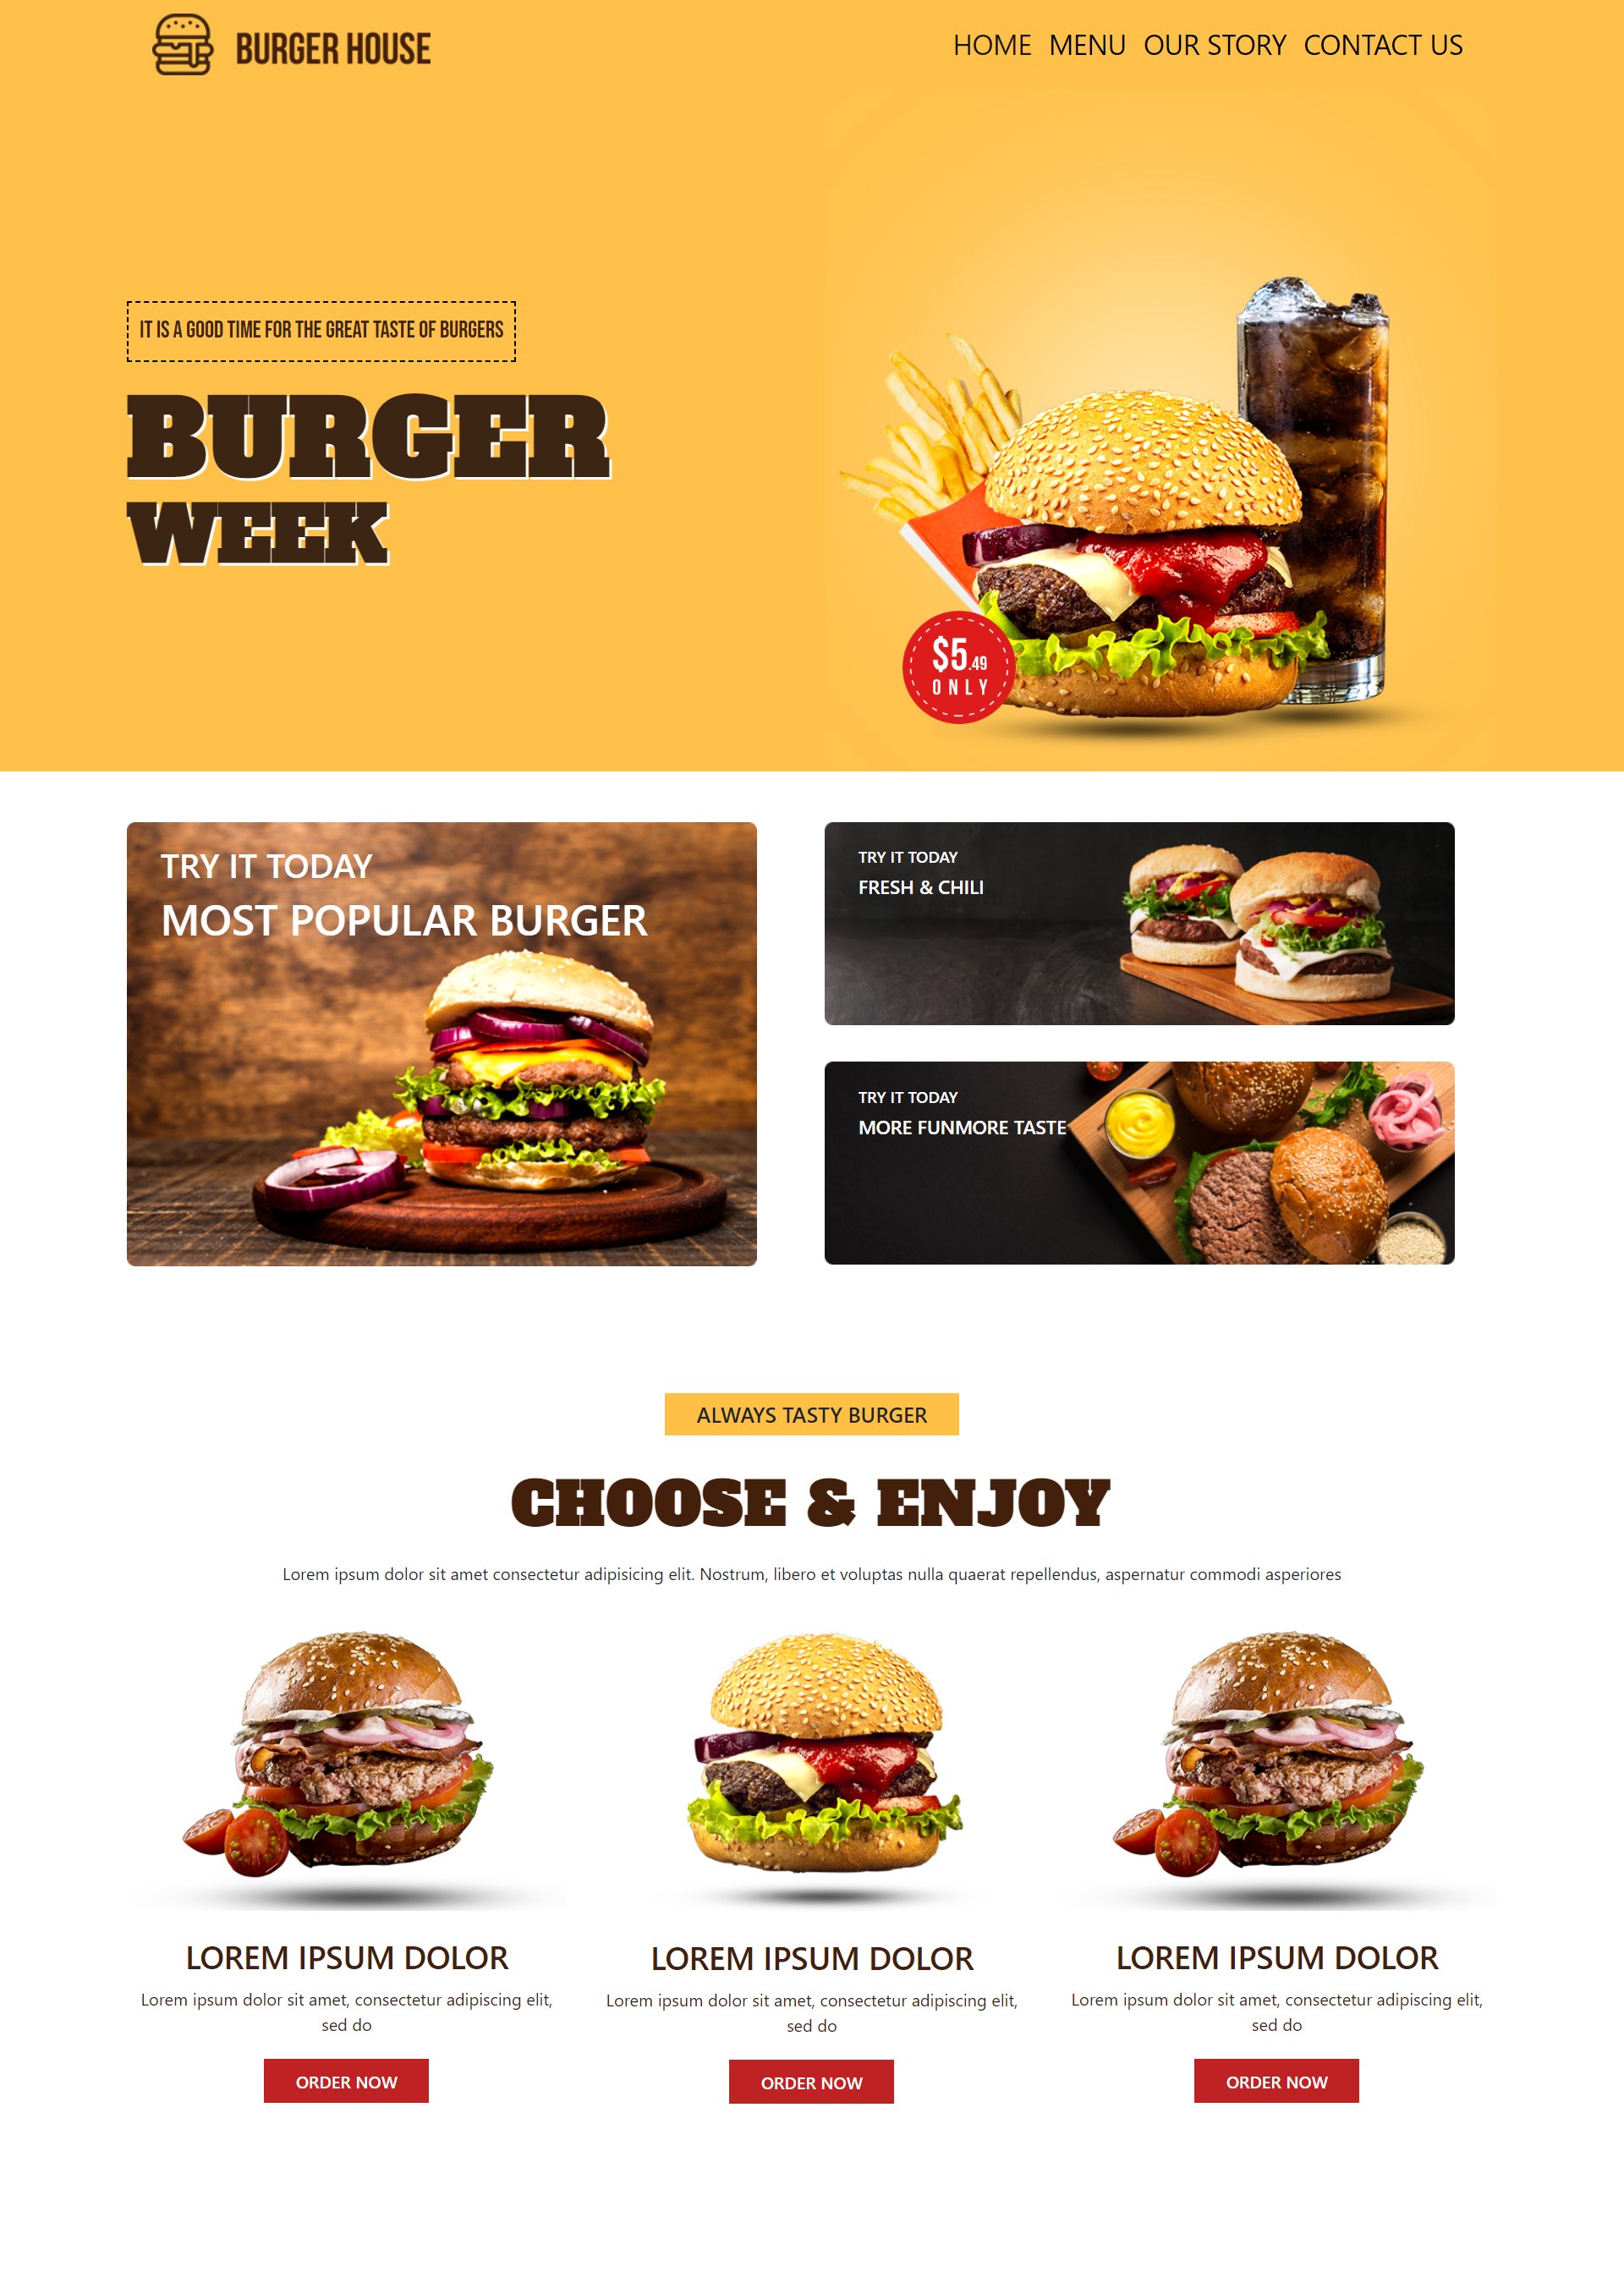 BURGER HOUSE
HOME MENU OUR STORY CONTACT US
IT IS A GOOD TIME FOR THE GREAT TASTE OF BURGERS
BURGER
WEEK
$5.49
ONLY
TRY IT TODAY
MOST POPULAR BURGER
TRY IT TODAY
FRESH & CHILI
TRY IT TODAY
MORE FUNMORE TASTE
ALWAYS TASTY BURGER
CHOOSE & ENJOY
Lorem ipsum dolor sit amet consectetur adipisicing elit. Nostrum, libero et voluptas nulla quaerat repellendus, aspernatur commodi asperiores
LOREM IPSUM DOLOR
Lorem ipsum dolor sit amet, consectetur adipiscing elit,
sed do
ORDER NOW
LOREM IPSUM DOLOR
Lorem ipsum dolor sit amet, consectetur adipiscing elit,
sed do
ORDER NOW
LOREM IPSUM DOLOR
Lorem ipsum dolor sit amet, consectetur adipiscing elit,
sed do
ORDER NOW